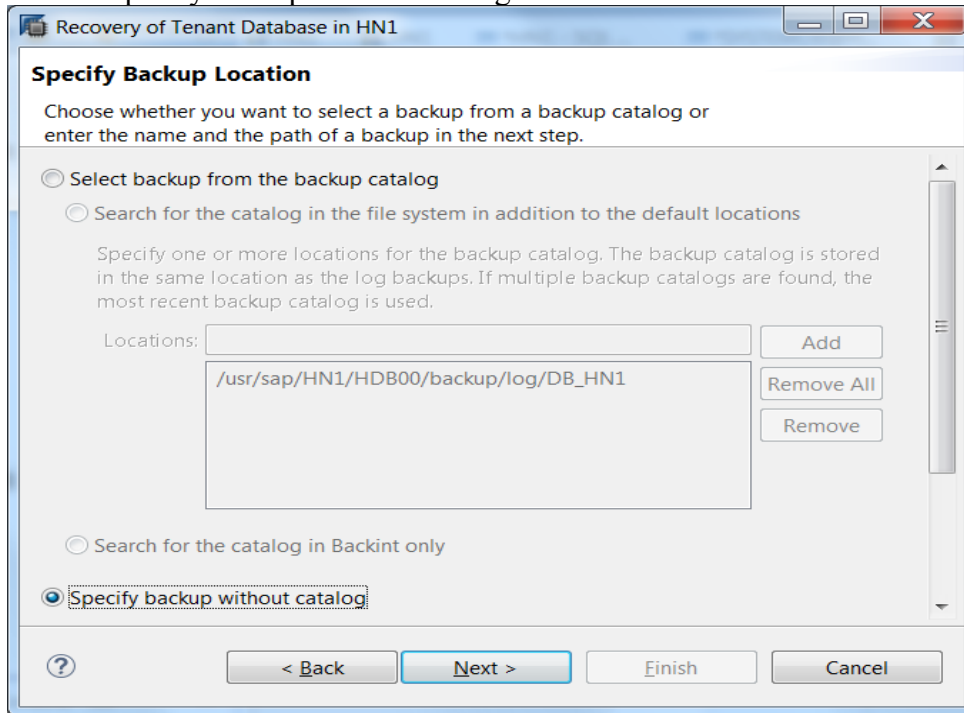 Recovery of Tenant Database in HN1
Specify Backup Location
Choose whether you want to select a backup from a backup catalog or
enter the name and the path of a backup in the next step.
Select backup from the backup catalog
Search for the catalog in the file system in addition to the default locations
Specify one or more locations for the backup catalog. The backup catalog is stored
in the same location as the log backups. If multiple backup catalogs are found, the
most recent backup catalog is used.
Locations:
Add
/usr/sap/HN1/HDB00/backup/log/DB_HN1
Remove All
Remove
Search for the catalog in Backint only
Specify backup without catalog
?
< Back
Next >
Finish
Cancel